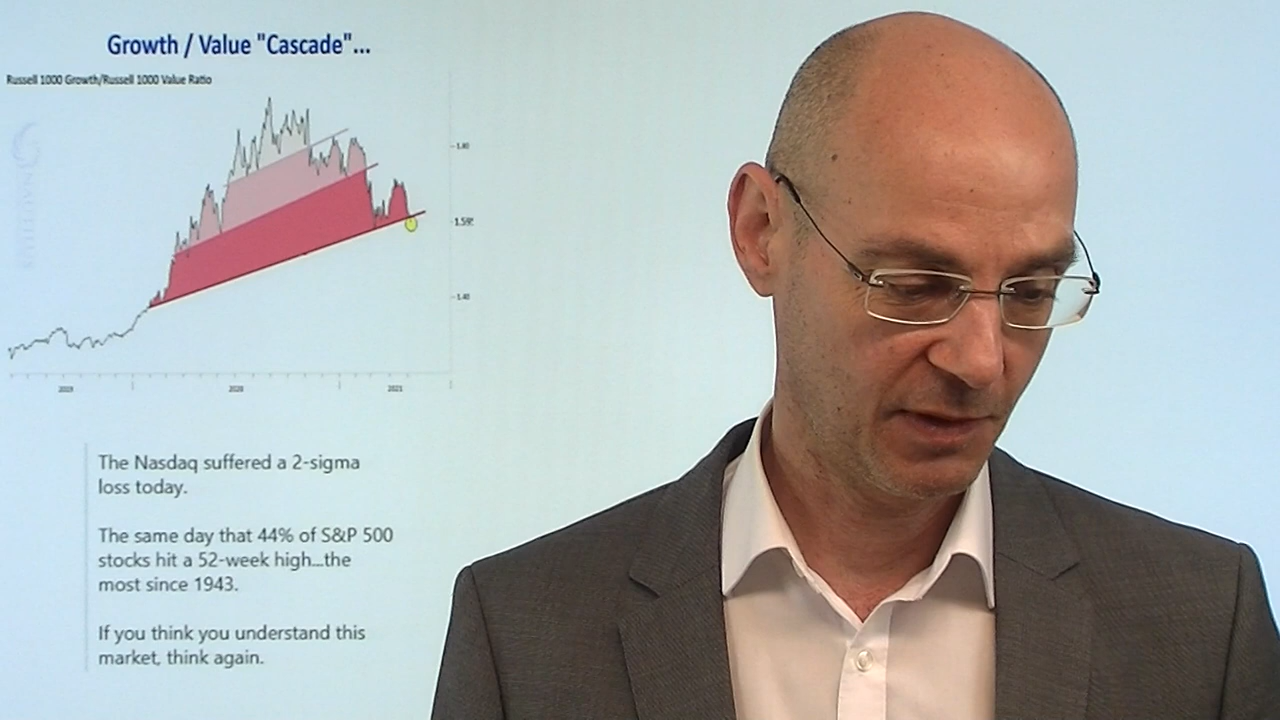 Growth / Value "Cascade"...
Russell 1000 Growth/Russell 1000 Value Ratio
1.80
1.595
1.40
2019
2020
2021
The Nasdaq suffered a 2-sigma
loss today.
The same day that 44% of S&P 500
stocks hit a 52-week high...the
most since 1943.
If you think you understand this
market, think again.